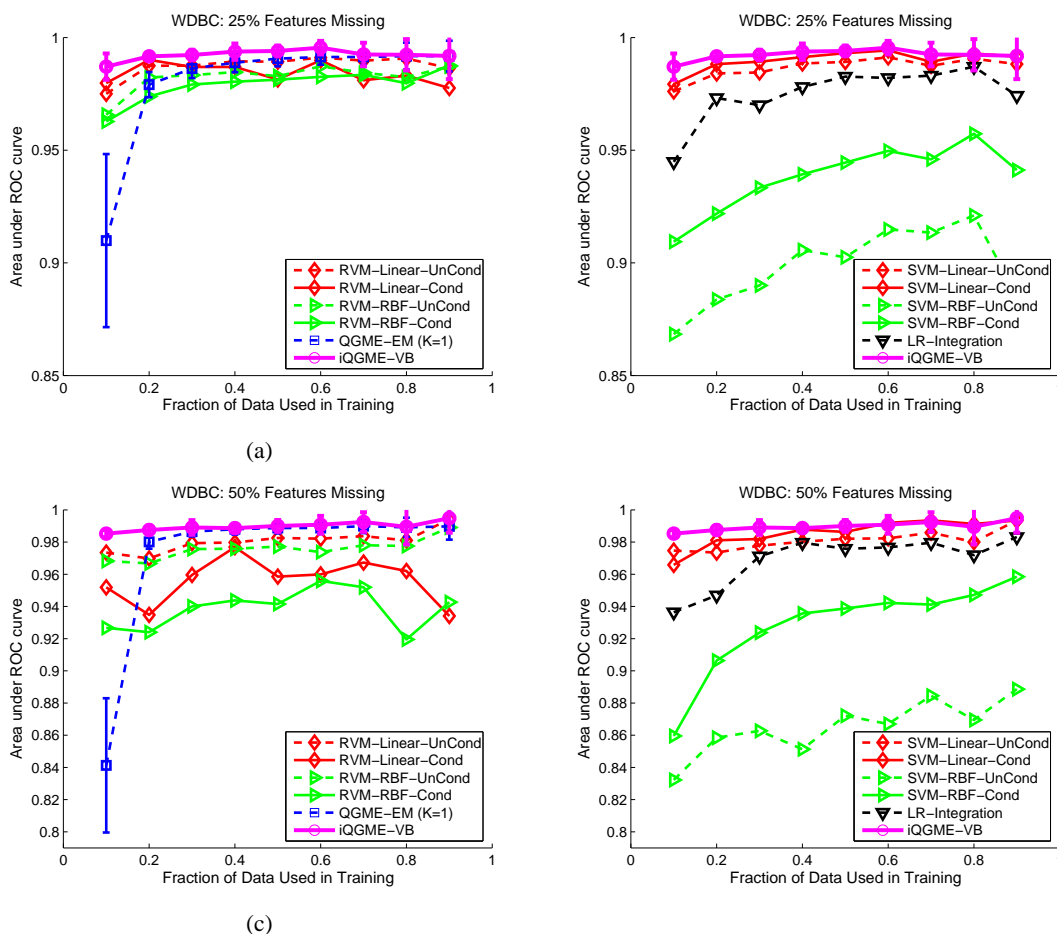 WDBC: 25% Features Missing
1
0.95
0.9
0.85
Area under ROC curve
0 0.2 0.4 0.6 0.8 1
Fraction of Data Used in Training
RVM−Linear−UnCond
RVM−Linear−Cond
RVM−RBF−UnCond
RVM−RBF−Cond
QGME−EM (K=1)
iQGME−VB
WDBC: 25% Features Missing
1
0.95
0.9
0.85
Area under ROC curve
0 0.2 0.4 0.6 0.8 1
Fraction of Data Used in Training
SVM−Linear−UnCond
SVM−Linear−Cond
SVM−RBF−UnCond
SVM−RBF−Cond
LR−Integration
iQGME−VB
(a)
WDBC: 50% Features Missing
1
0.98
0.96
0.94
0.92
0.9
0.88
0.86
0.84
0.82
0.8
Area under ROC curve
0 0.2 0.4 0.6 0.8 1
Fraction of Data Used in Training
RVM−Linear−UnCond
RVM−Linear−Cond
RVM−RBF−UnCond
RVM−RBF−Cond
QGME−EM (K=1)
iQGME−VB
WDBC: 50% Features Missing
1
0.98
0.96
0.94
0.92
0.9
0.88
0.86
0.84
0.82
0.8
Area under ROC curve
0 0.2 0.4 0.6 0.8 1
Fraction of Data Used in Training
SVM−Linear−UnCond
SVM−Linear−Cond
SVM−RBF−UnCond
SVM−RBF−Cond
LR−Integration
iQGME−VB
(c)